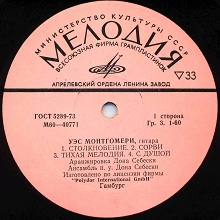 МИНИСТЕРСТВО КУЛЬТУРЫ СССР
МЕЛОДИЯ
ВСЕСОЮЗНАЯ ФИРМА ГРАМПЛАСТИНОК
АПРЕЛЕВСКИЙ ОРДЕНА ЛЕНИНА ЗАВОД
33
ГОСТ 5289-73
М60—40771
1 сторона
Гр. 3. 1-60
УЭС МОНТГОМЕРИ, гитара
1. СТОЛКНОВЕНИЕ. 2. СОРВИ
3. ТИХАЯ МЕЛОДИЯ. 4. С ДУШОЙ
Аранжировка Дона Себески
Ансамбль п/у Дона Себески
Изготовлено по лицензии фирмы
"Polydor International GmbH"
Гамбург